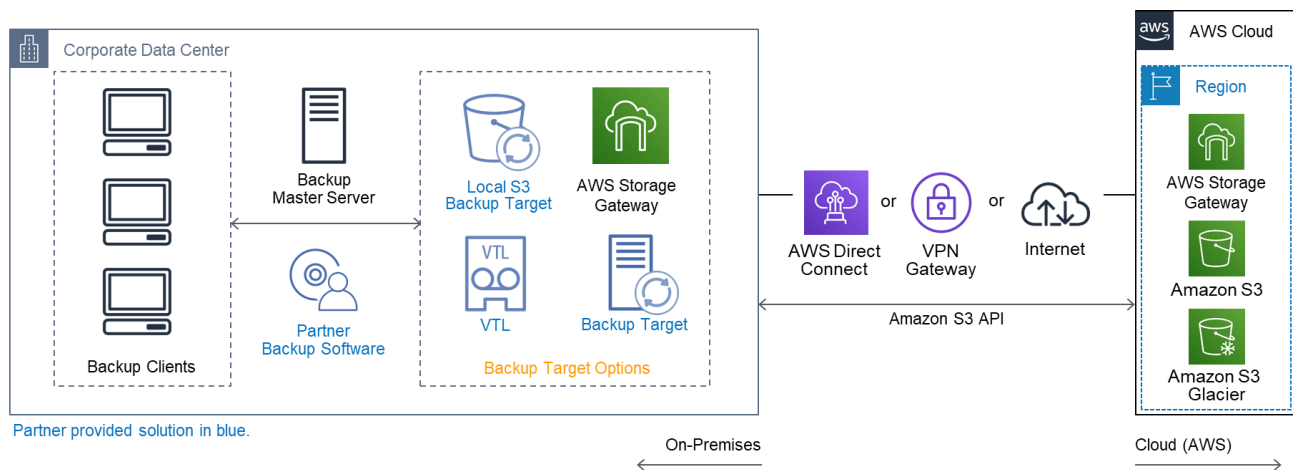 Corporate Data Center
Backup Clients
Backup
Master Server
Partner
Backup Software
Local S3
Backup Target
AWS Storage
Gateway
VTL
VTL
Backup Target
Backup Target Options
Partner provided solution in blue.
AWS Direct
Connect
or
VPN
Gateway
or
Internet
Amazon S3 API
On-Premises
aws
AWS Cloud
Region
AWS Storage
Gateway
Amazon S3
Amazon S3
Glacier
Cloud (AWS)